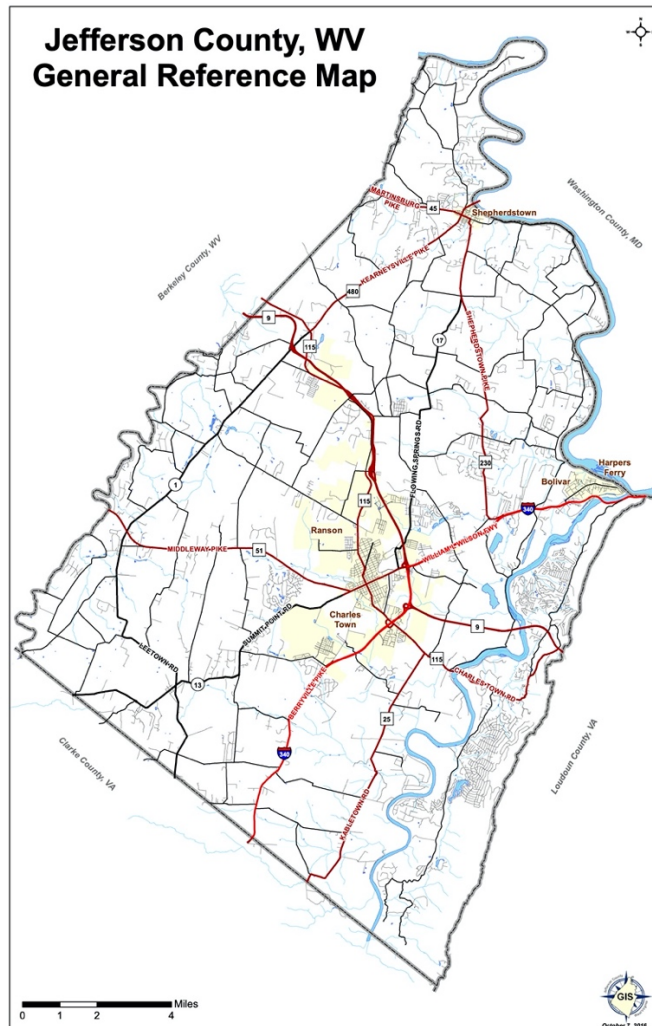 Jefferson County, WV
General Reference Map
MARTINSBURG
PIKE
45
Shepherdstown
Washington County, MD
Berkeley County, WV
KEARNEYSVILLE PIKE
480
9
115
17
SHEPHERDSTOWN PIKE
FLOWING SPRINGS RD
230
Harpers
Ferry
Bolivar
1
340
115
Ranson
WILLIAM L WILSON FWY
MIDDLEWAY PIKE
51
SUMMIT POINT RD
Charles
Town
9
LEETOWN RD
115
CHARLES TOWN RD
13
BERRYVILLE PIKE
25
340
KABLETOWN RD
Clarke County, VA
Loudoun County, VA
0 1 2 4
Miles
GIS